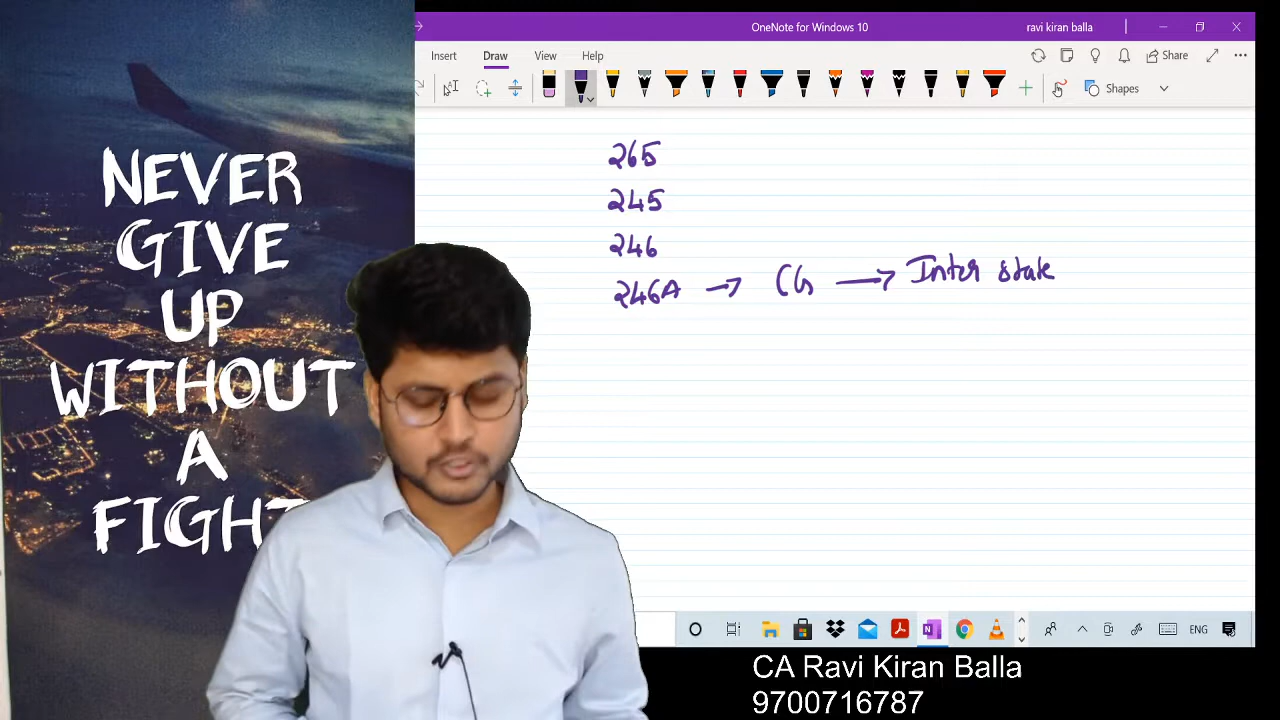 NEVER
GIVE
UP
WITHOUT
A
FIGHT
OneNote for Windows 10
ravi kiran balla
Insert Draw View Help
Share
Shapes
265
245
246
246A → CG → Inter state
ENG
CA Ravi Kiran Balla
9700716787